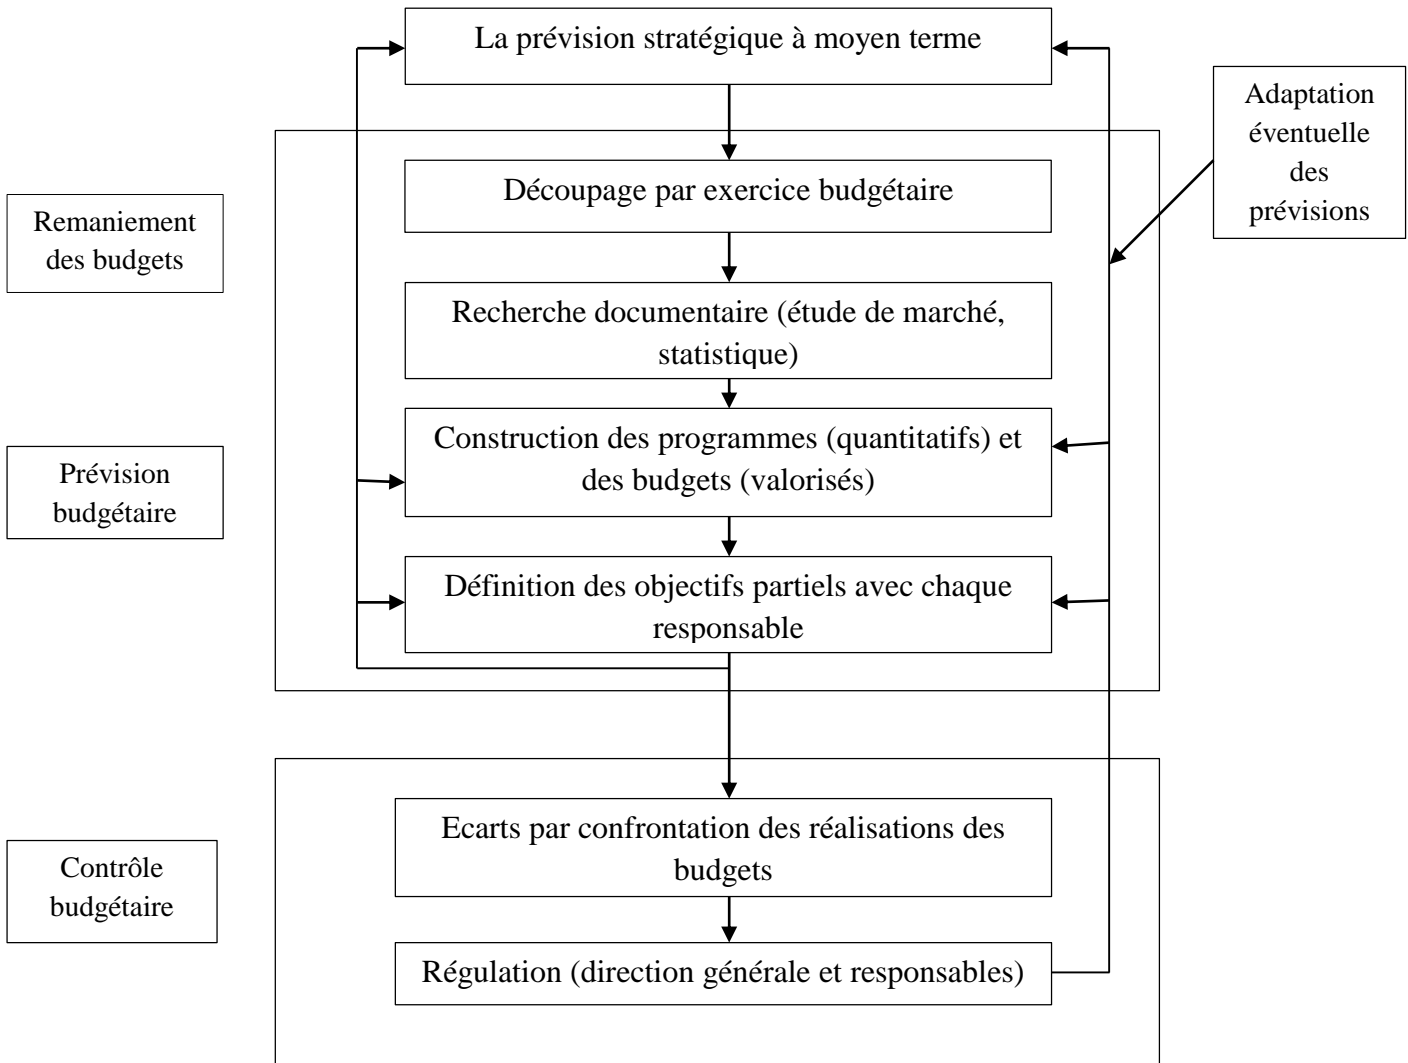 La prévision stratégique à moyen terme
Adaptation
éventuelle
des
prévisions
Découpage par exercice budgétaire
Remaniement
des budgets
Recherche documentaire (étude de marché,
statistique)
Construction des programmes (quantitatifs) et
des budgets (valorisés)
Prévision
budgétaire
Définition des objectifs partiels avec chaque
responsable
Ecarts par confrontation des réalisations des
budgets
Contrôle
budgétaire
Régulation (direction générale et responsables)